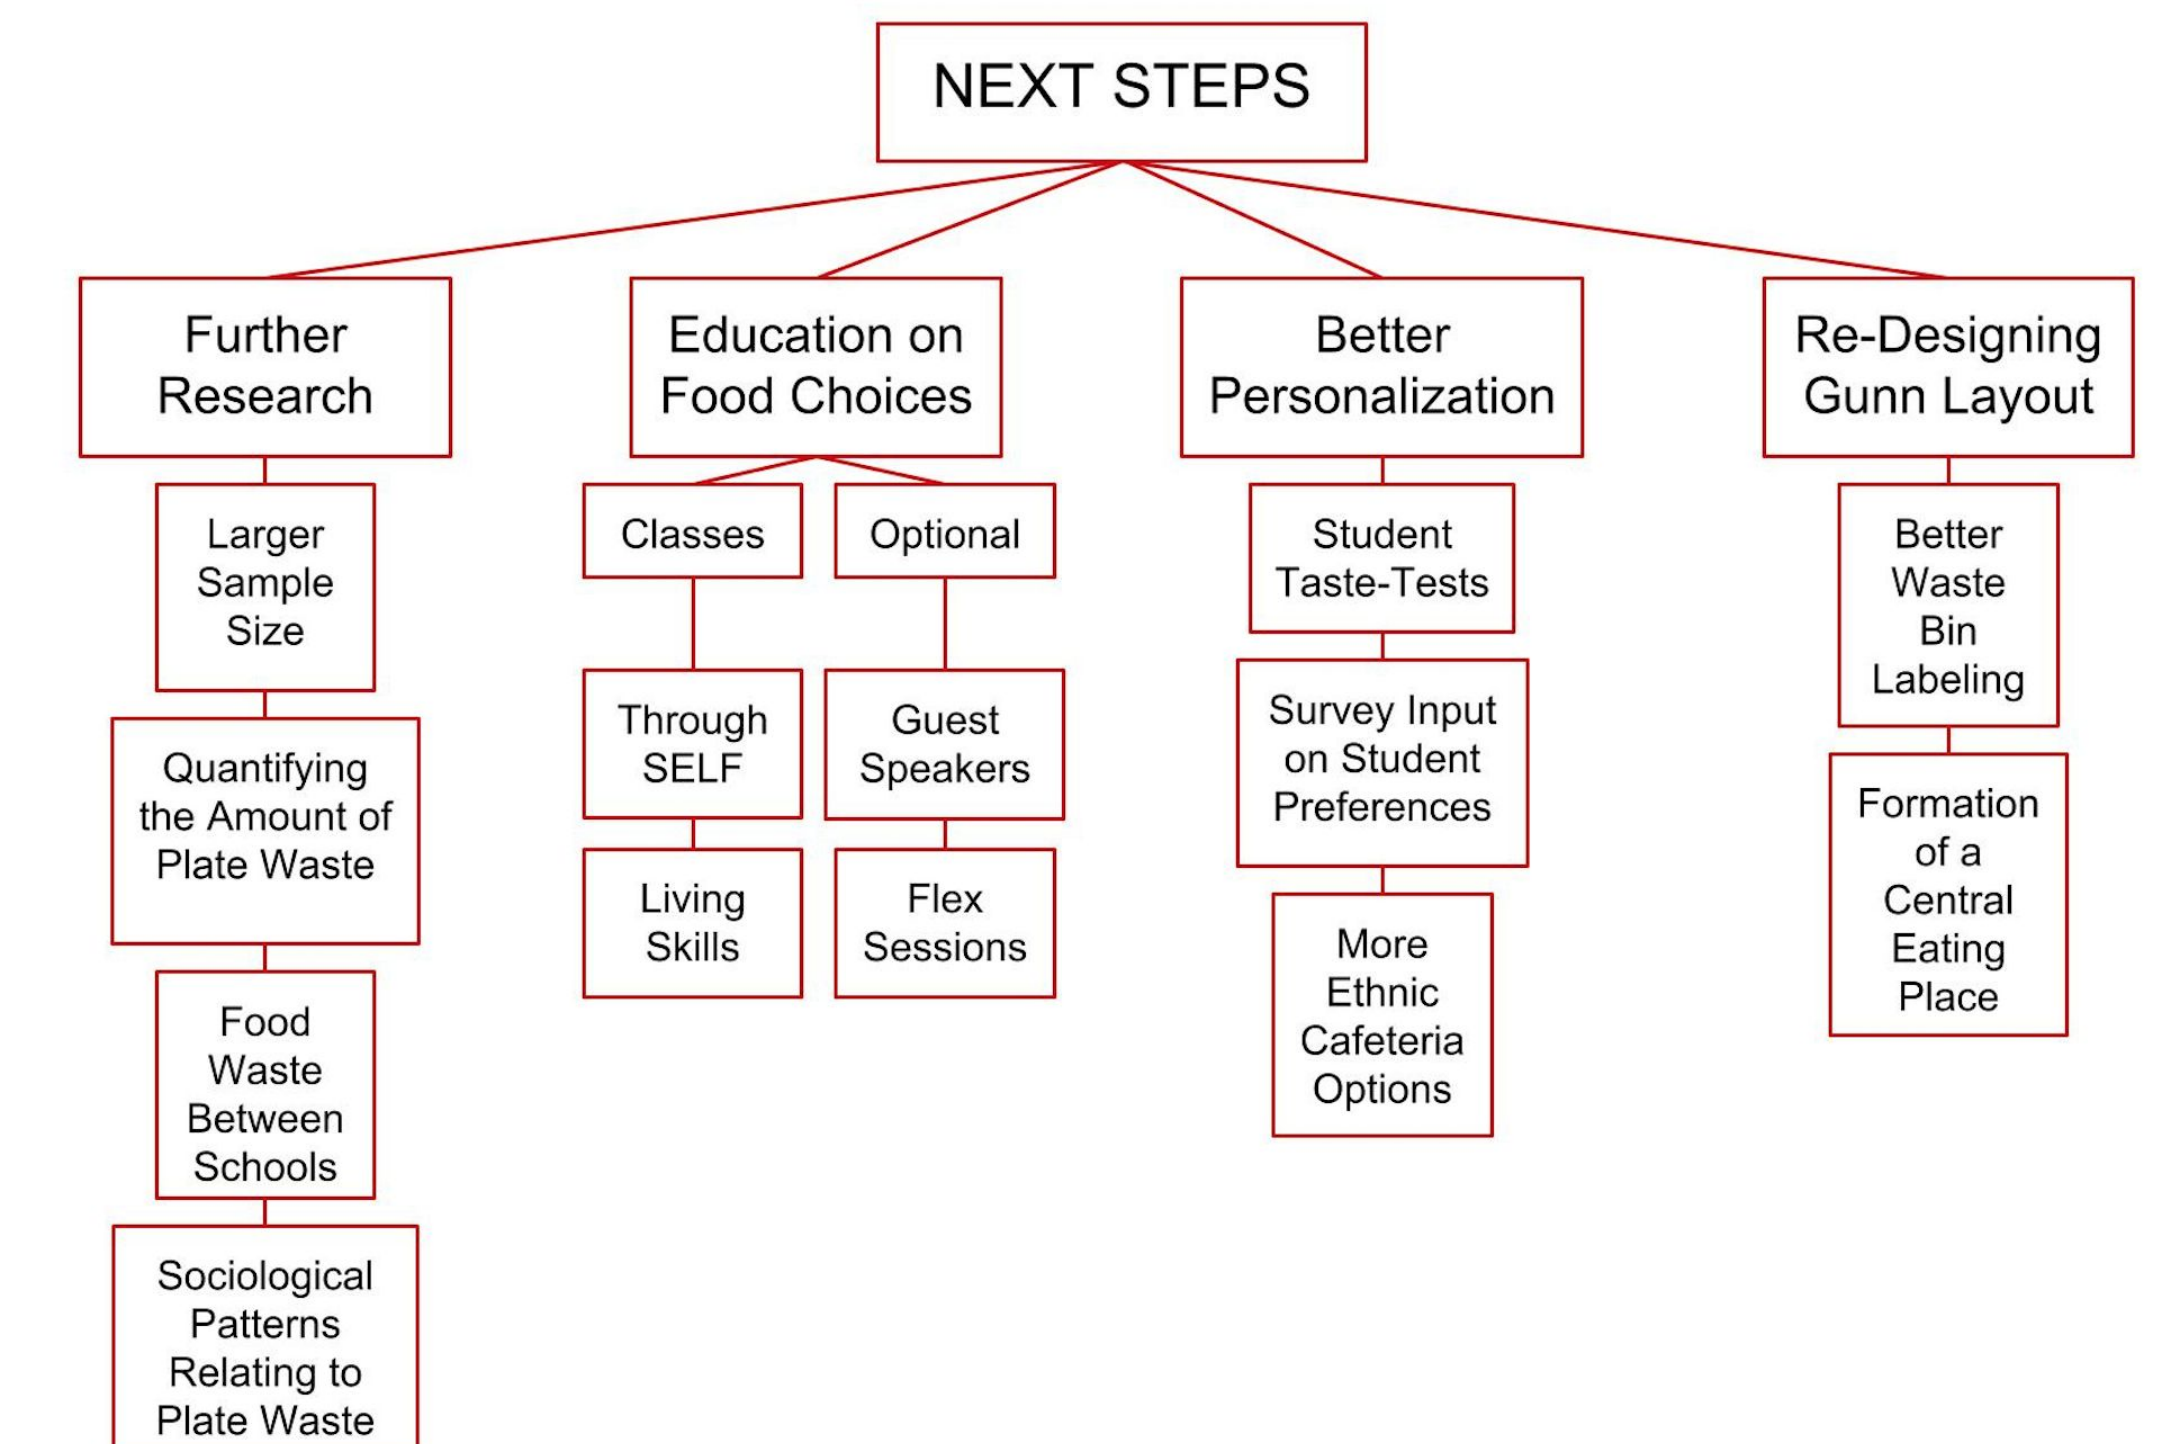 NEXT STEPS
Further
Research
Larger
Sample
Size
Quantifying
the Amount of
Plate Waste
Food
Waste
Between
Schools
Sociological
Patterns
Relating to
Plate Waste
Education on
Food Choices
Classes
Through
SELF
Living
Skills
Optional
Guest
Speakers
Flex
Sessions
Better
Personalization
Student
Taste-Tests
Survey Input
on Student
Preferences
More
Ethnic
Cafeteria
Options
Re-Designing
Gunn Layout
Better
Waste
Bin
Labeling
Formation
of a
Central
Eating
Place